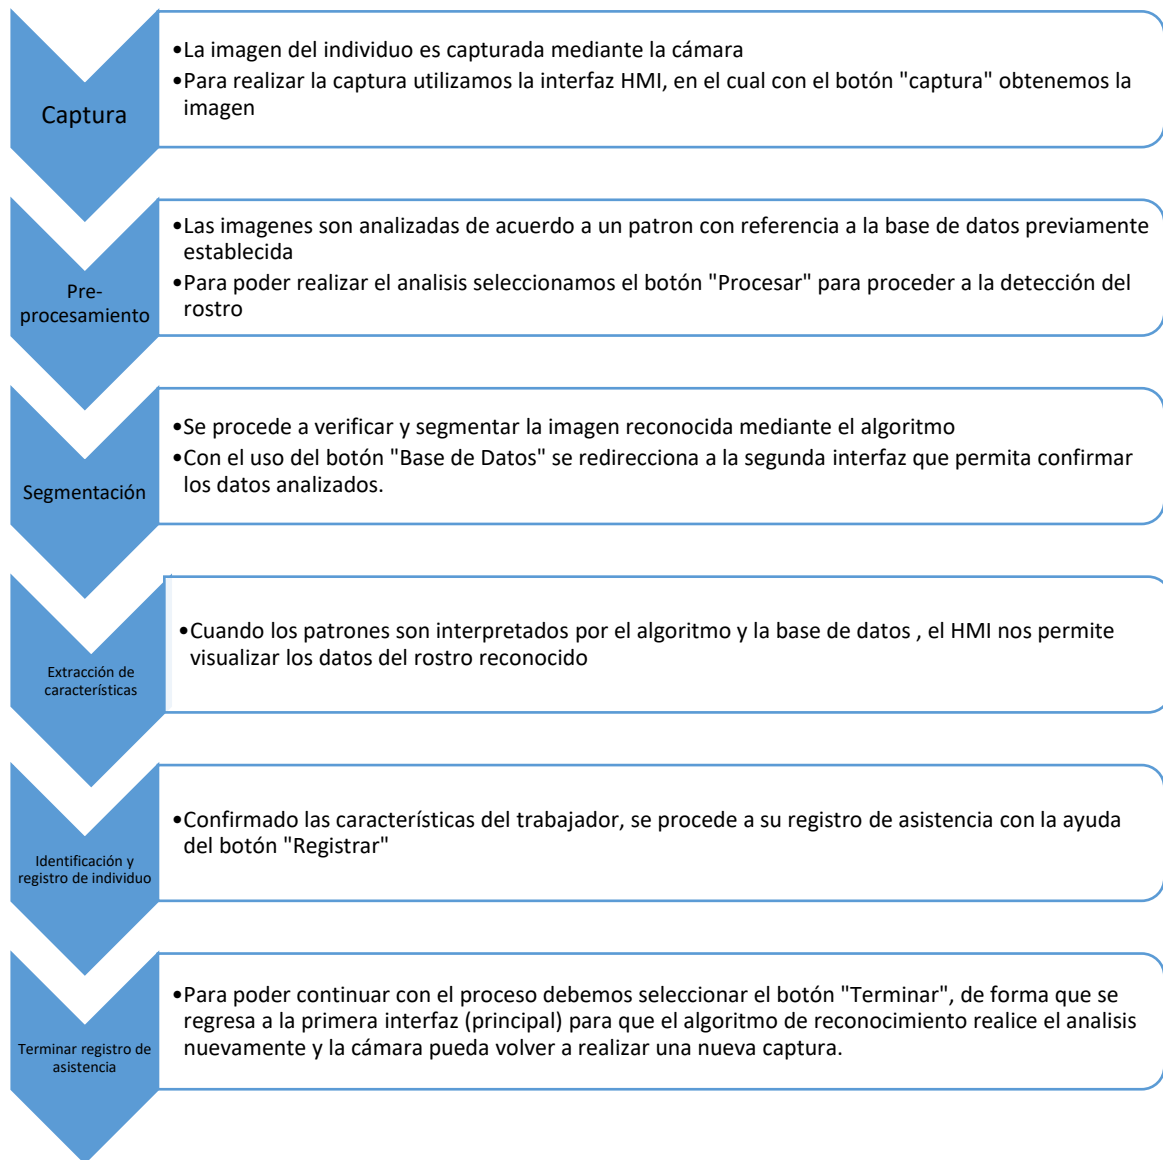 Captura
•La imagen del individuo es capturada mediante la cámara
•Para realizar la captura utilizamos la interfaz HMI, en el cual con el botón "captura" obtenemos la
imagen
Pre-
procesamiento
•Las imagenes son analizadas de acuerdo a un patron con referencia a la base de datos previamente
establecida
•Para poder realizar el analisis seleccionamos el botón "Procesar" para proceder a la detección del
rostro
Segmentación
•Se procede a verificar y segmentar la imagen reconocida mediante el algoritmo
•Con el uso del botón "Base de Datos" se redirecciona a la segunda interfaz que permita confirmar
los datos analizados.
Extracción de
características
•Cuando los patrones son interpretados por el algoritmo y la base de datos , el HMI nos permite
visualizar los datos del rostro reconocido
Identificación y
registro de individuo
•Confirmado las características del trabajador, se procede a su registro de asistencia con la ayuda
del botón "Registrar"
Terminar registro de
asistencia
•Para poder continuar con el proceso debemos seleccionar el botón "Terminar", de forma que se
regresa a la primera interfaz (principal) para que el algoritmo de reconocimiento realice el analisis
nuevamente y la cámara pueda volver a realizar una nueva captura.